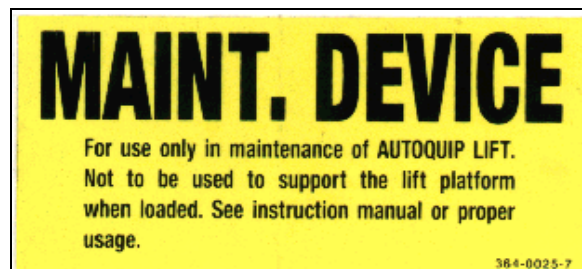 MAINT. DEVICE
For use only in maintenance of AUTOQUIP LIFT.
Not to be used to support the lift platform
when loaded. See instruction manual or proper
usage.
364-0025-7